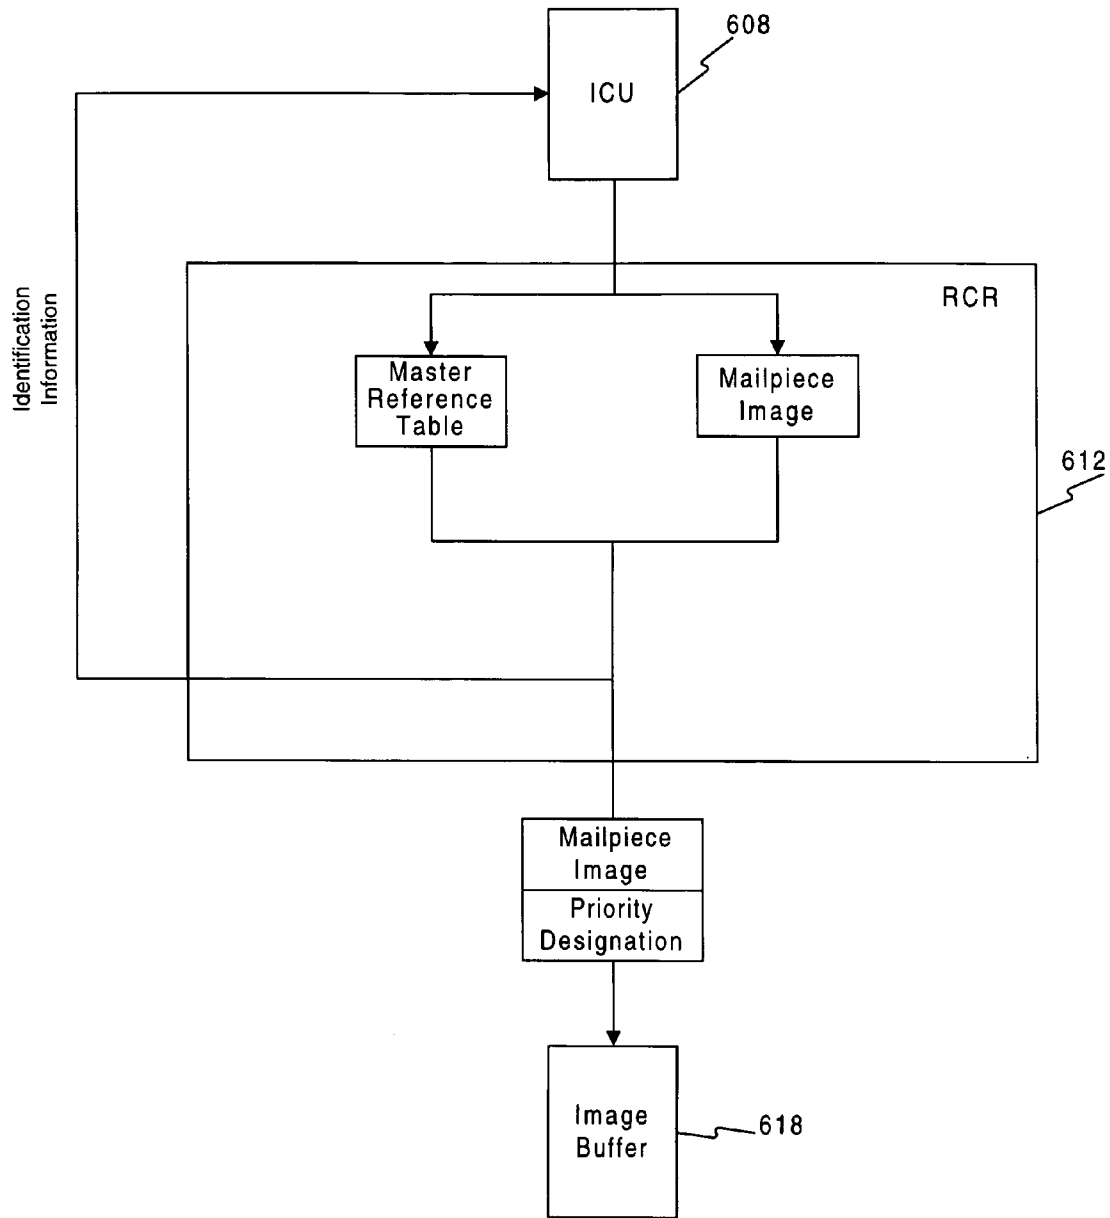 608
ICU
Identification
Information
RCR
Master
Reference
Table
Mailpiece
Image
612
Mailpiece
Image
Priority
Designation
Image
Buffer
618